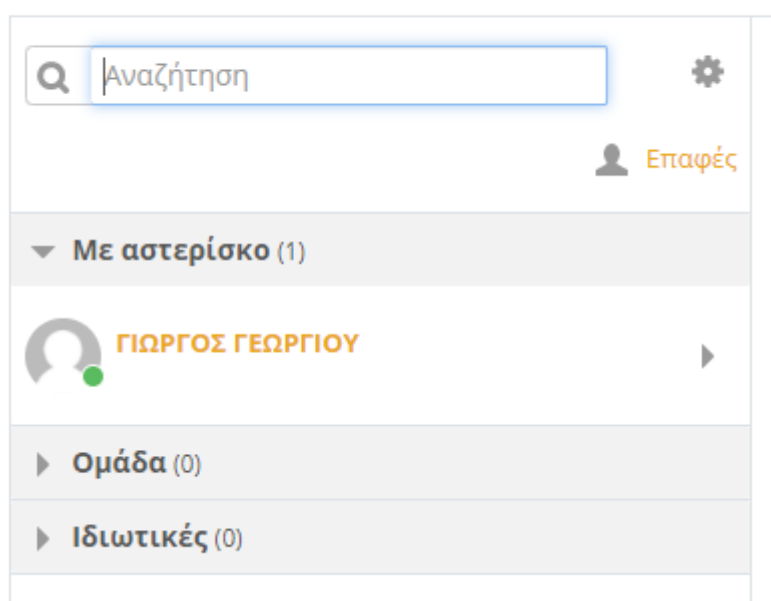 Αναζήτηση
Επαφές
Με αστερίσκο (1)
ΓΙΩΡΓΟΣ ΓΕΩΡΓΙΟΥ
Ομάδα (0)
Ιδιωτικές (0)